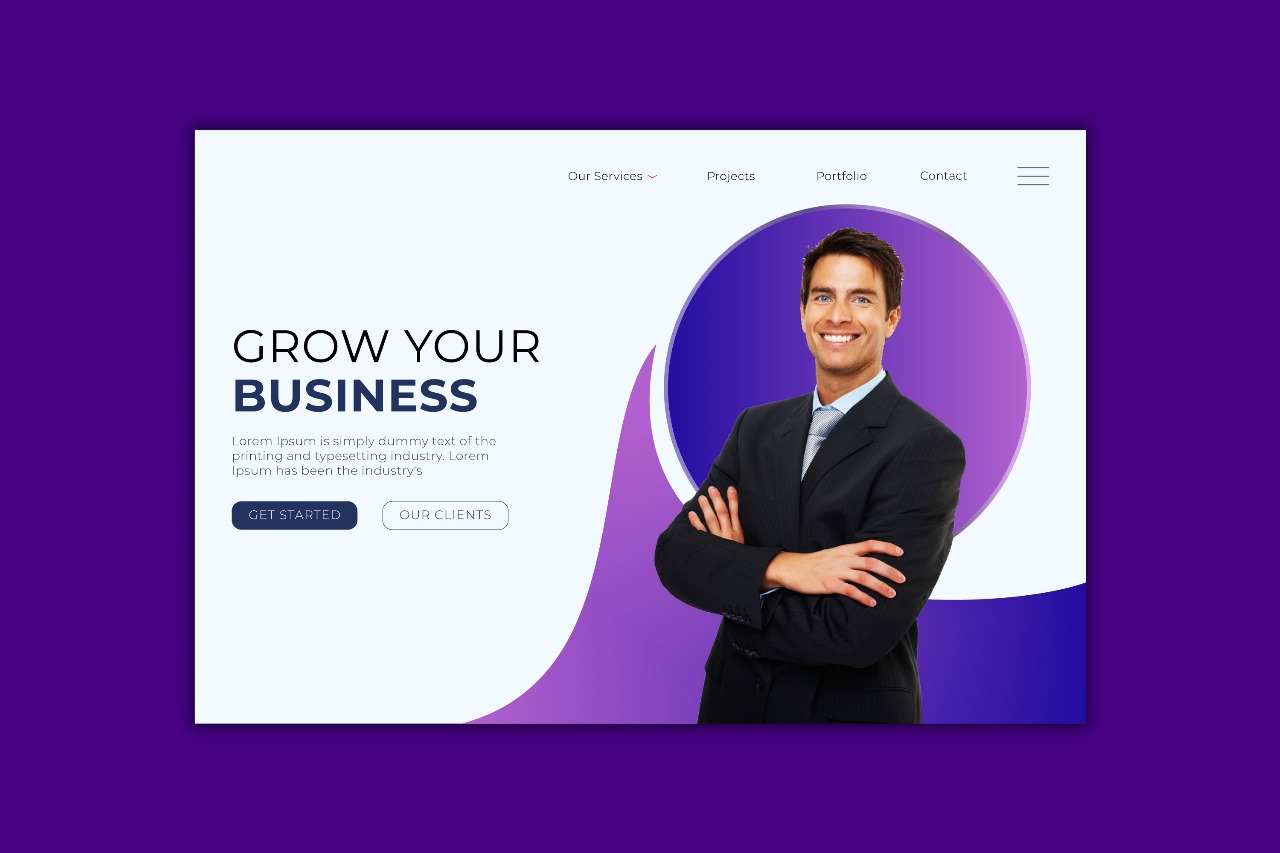 Our Services Projects Portfolio Contact
GROW YOUR
BUSINESS
Lorem Ipsum is simply dummy text of the
printing and typesetting industry. Lorem
Ipsum has been the industry's
GET STARTED OUR CLIENTS